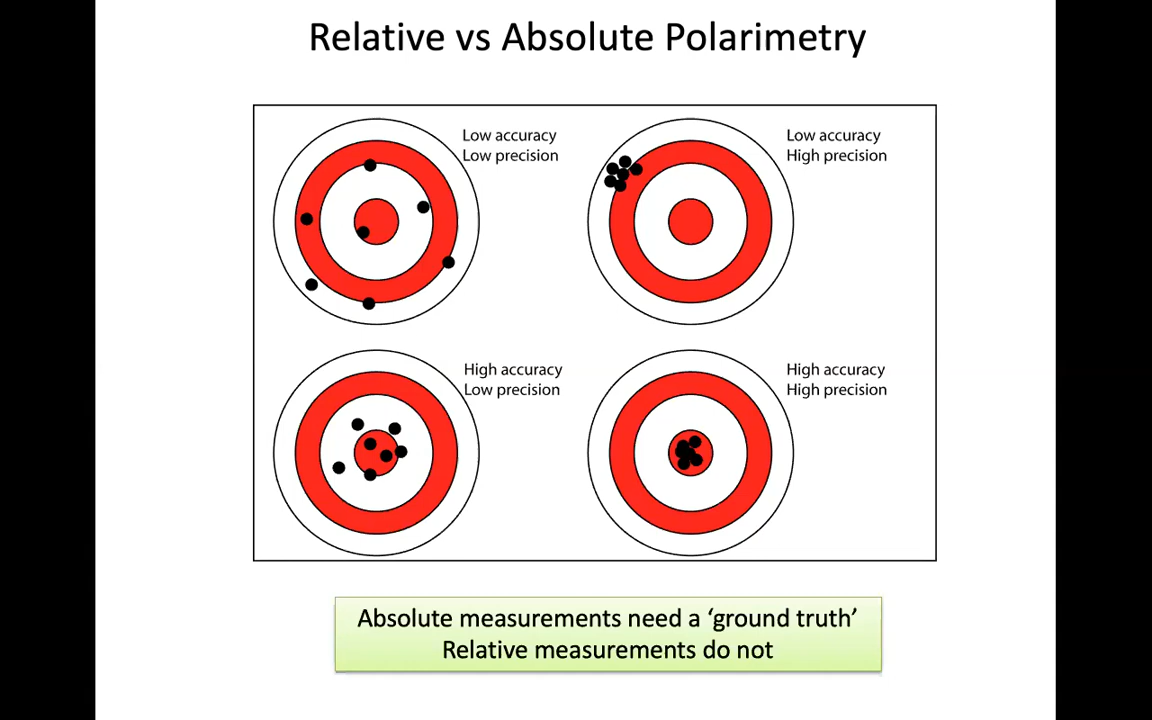 Relative vs Absolute Polarimetry
Low accuracy
Low precision
Low accuracy
High precision
High accuracy
Low precision
High accuracy
High precision
Absolute measurements need a ‘ground truth’
Relative measurements do not